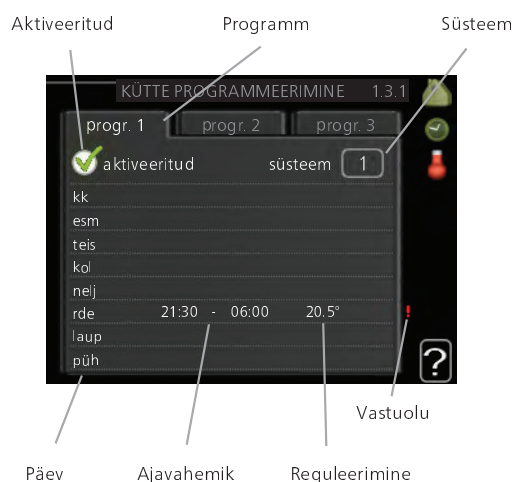 Aktiveeritud Programm Süsteem
KÜTTE PROGRAMMEERIMINE 1.3.1
progr. 1 progr. 2 progr. 3
aktiveeritud süsteem 1
kk
esm
teis
kol
nelj
rde 21:30 - 06:00 20.5° !
laup
püh
?
Vastuolu
Päev Ajavahemik Reguleerimine